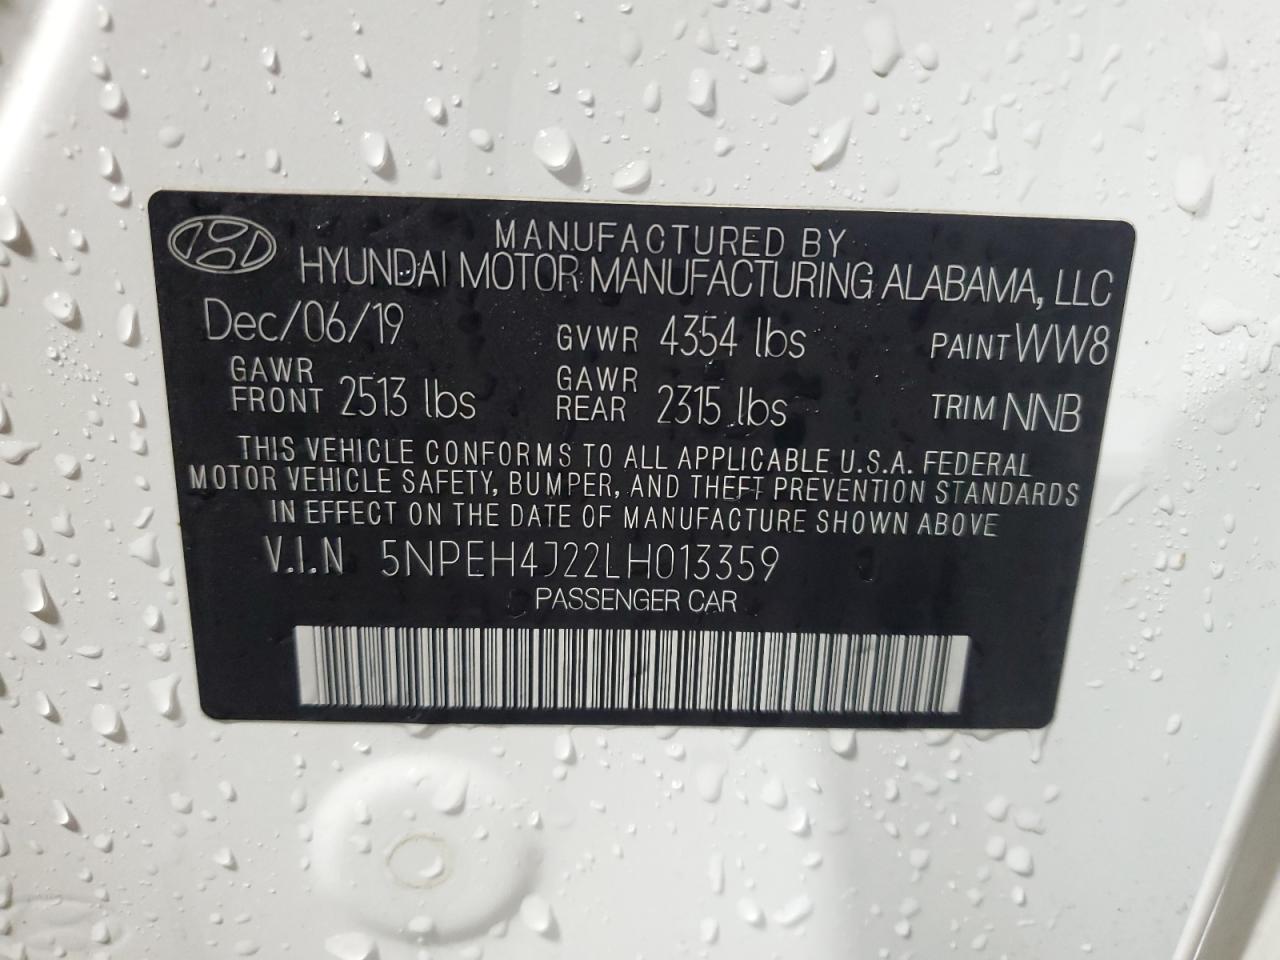 MANUFACTURED BY
HYUNDAI MOTOR MANUFACTURING ALABAMA, LLC
Dec/06/19 GVWR 4354 lbs PAINT WW8
GAWR FRONT 2513 lbs GAWR REAR 2315 lbs TRIM NNB
THIS VEHICLE CONFORMS TO ALL APPLICABLE U.S.A. FEDERAL
MOTOR VEHICLE SAFETY, BUMPER, AND THEFT PREVENTION STANDARDS
IN EFFECT ON THE DATE OF MANUFACTURE SHOWN ABOVE
V.I.N 5NPEH4J22LH013359
PASSENGER CAR